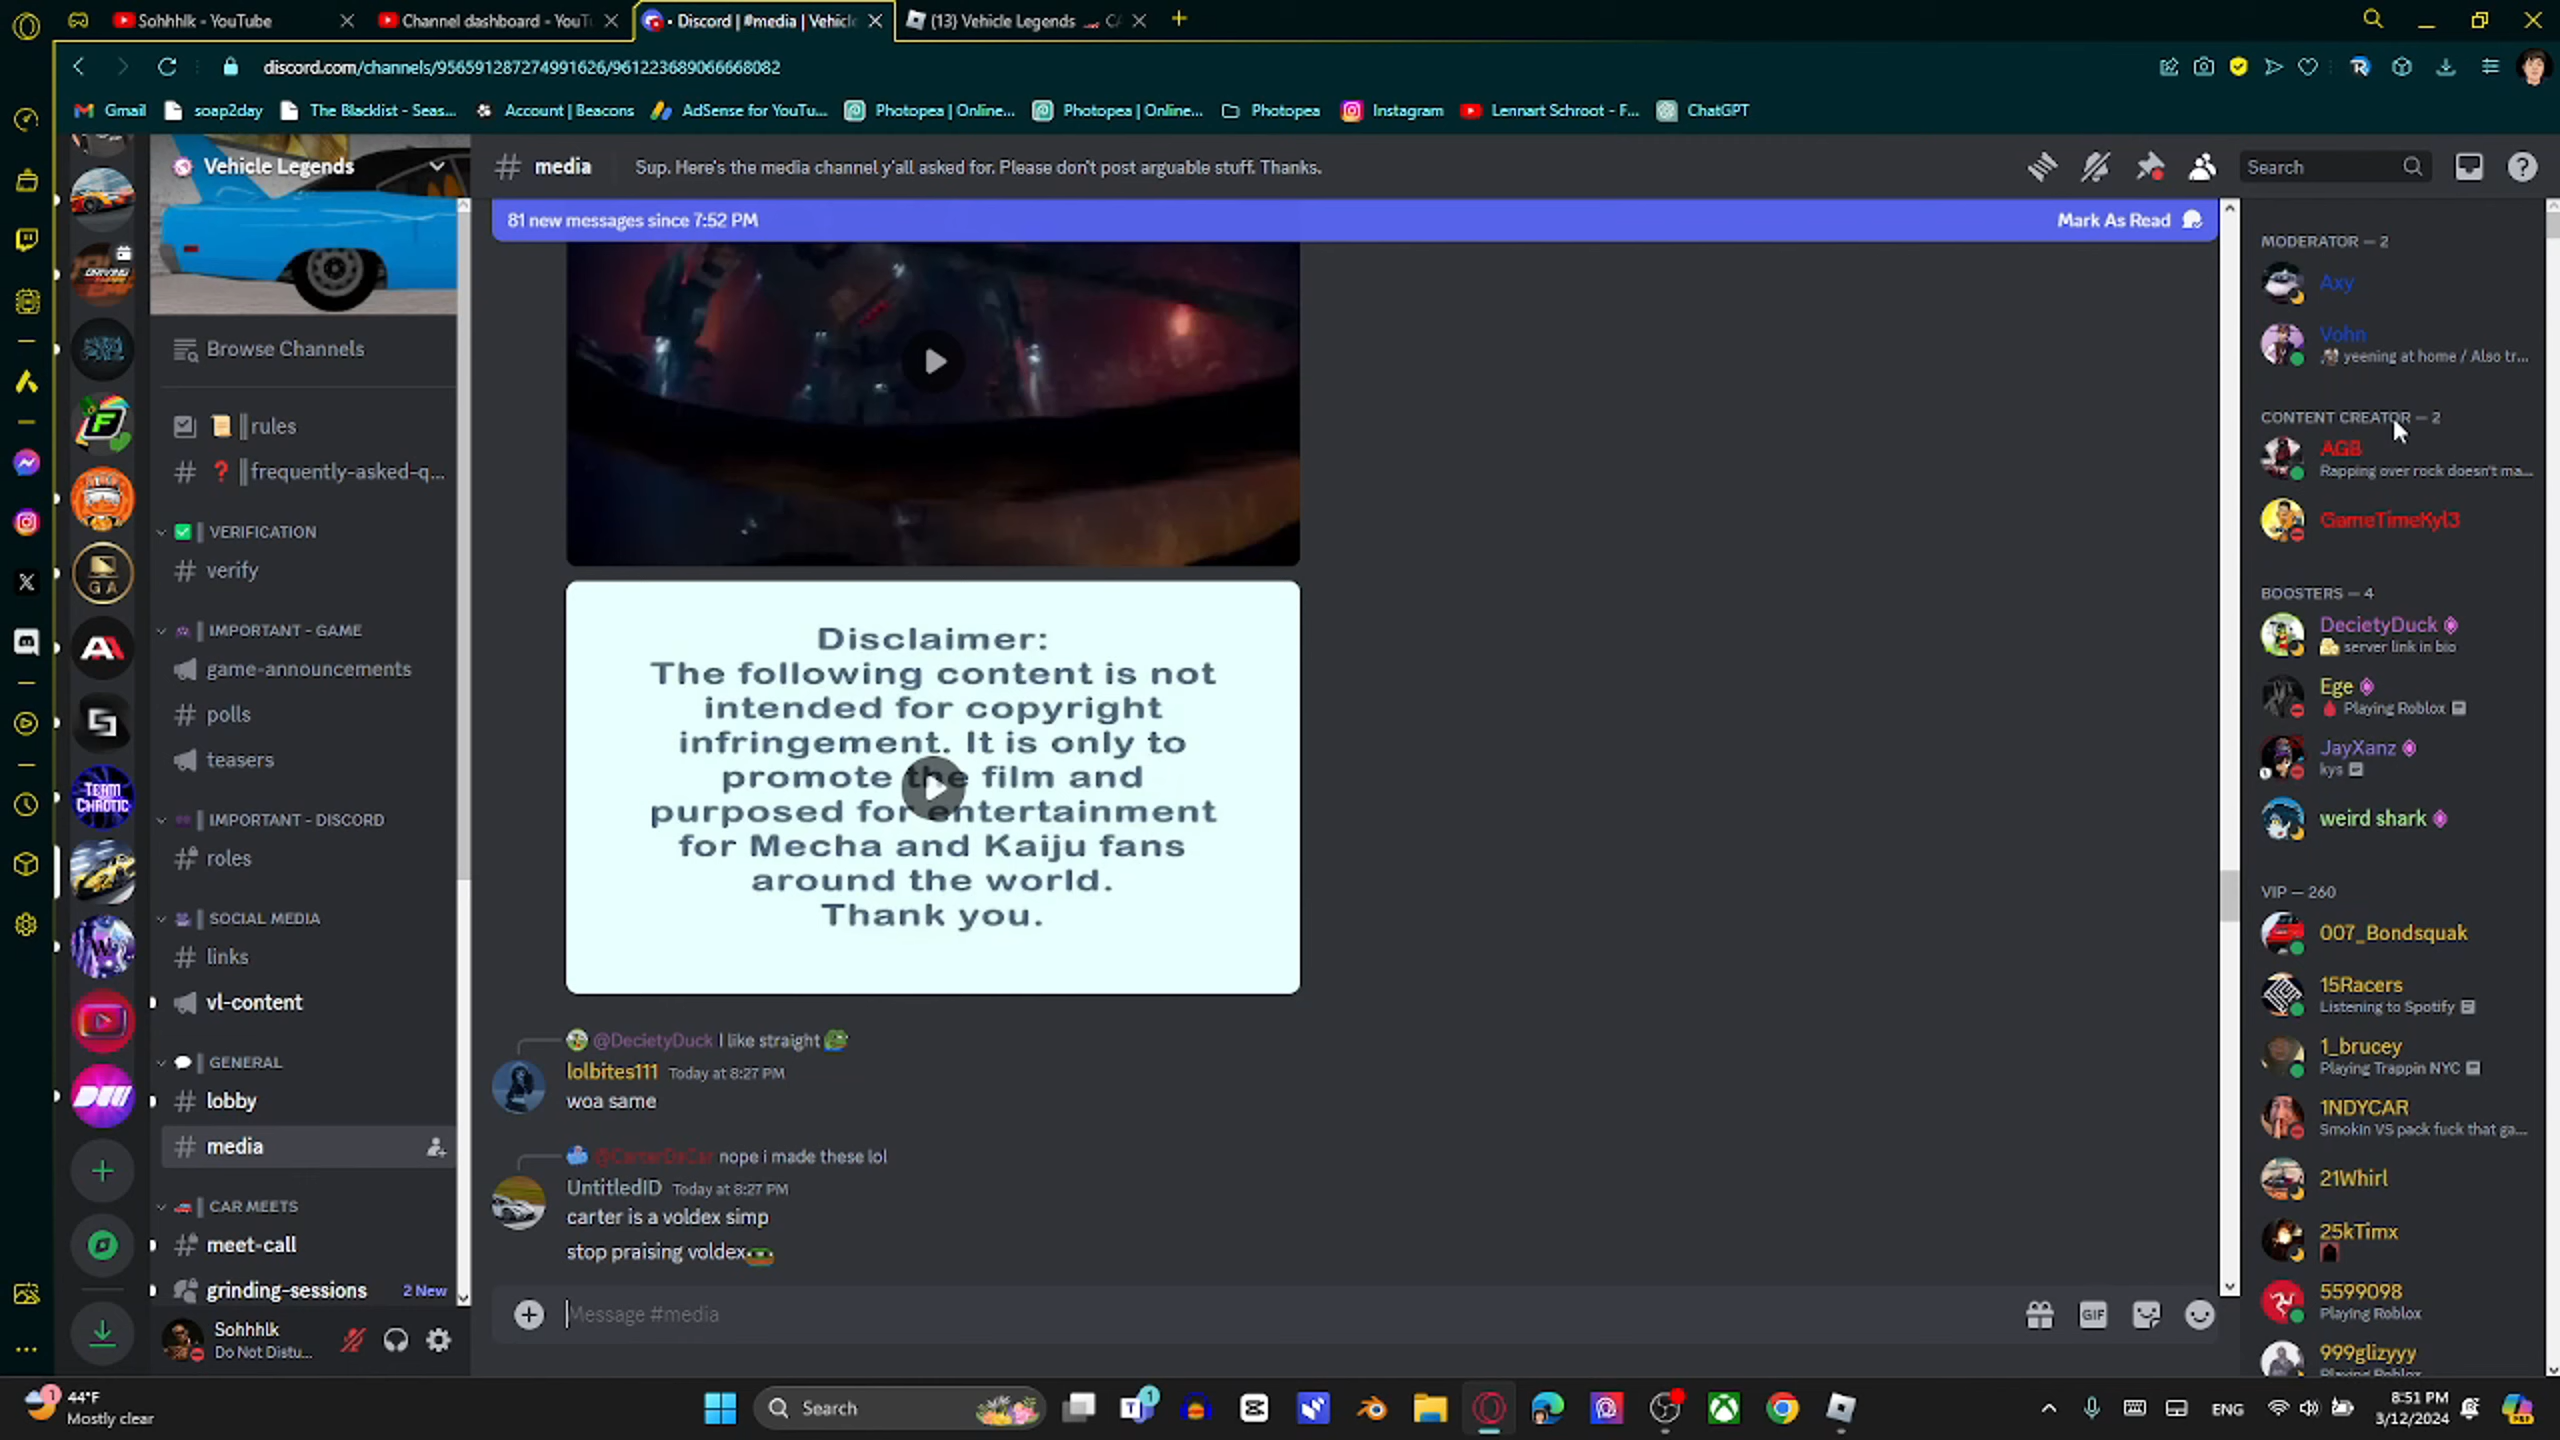 Sohhhlk - YouTube
Channel dashboard - YouT
• Discord | #media | Vehicle
(13) Vehicle Legends
discord.com/channels/956591287274991626/961223689066668082
Gmail
soap2day
The Blacklist - Seas...
Account | Beacons
AdSense for YouTu...
Photopea | Online...
Photopea | Online...
Photopea
Instagram
Lennart Schroot - F...
ChatGPT
Vehicle Legends
# media
Sup. Here's the media channel y'all asked for. Please don't post arguable stuff. Thanks.
Search
81 new messages since 7:52 PM
Mark As Read
Browse Channels
rules
frequently-asked-q...
VERIFICATION
verify
IMPORTANT - GAME
game-announcements
polls
teasers
IMPORTANT - DISCORD
roles
SOCIAL MEDIA
links
vl-content
GENERAL
lobby
media
CAR MEETS
meet-call
grinding-sessions
2 New
Sohhhlk
Do Not Distu...
GA
TEAM
CHAOTIC
Disclaimer:
The following content is not
intended for copyright
infringement. It is only to
promote the film and
purposed for entertainment
for Mecha and Kaiju fans
around the world.
Thank you.
@DecietyDuck I like straight
lolbites111 Today at 8:27 PM
woa same
@CarterDaCar nope i made these lol
UntitledID Today at 8:27 PM
carter is a voldex simp
stop praising voldex
Message #media
GIF
MODERATOR — 2
Axy
Vohn
yeening at home / Also tr...
CONTENT CREATOR — 2
AGB
Rapping over rock doesn't ma...
GameTimeKyl3
BOOSTERS — 4
DecietyDuck
server link in bio
Ege
Playing Roblox
JayXanz
kys
weird shark
VIP — 260
007_Bondsquak
15Racers
Listening to Spotify
1_brucey
Playing Trappin NYC
1NDYCAR
Smokin VS pack fuck that ga...
21Whirl
25kTimx
5599098
Playing Roblox
999glizyyy
Playing Roblox
1
44°F
Mostly clear
Search
1
ENG
8:51 PM
3/12/2024